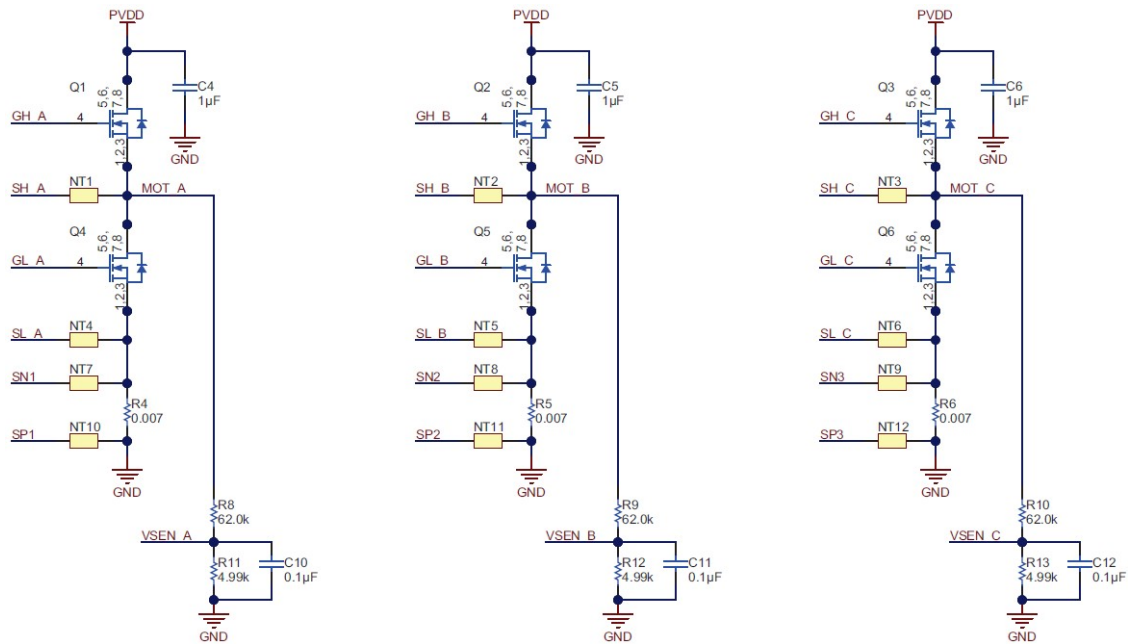 PVDD
Q1
5,6,
7,8
C4
1µF
GH_A
4
1,2,3
GND
SH_A
NT1
MOT_A
Q4
5,6,
7,8
GL_A
4
1,2,3
SL_A
NT4
SN1
NT7
R4
0.007
SP1
NT10
GND
R8
62.0k
VSEN_A
R11
4.99k
C10
0.1µF
GND
PVDD
Q2
5,6,
7,8
C5
1µF
GH_B
4
1,2,3
GND
SH_B
NT2
MOT_B
Q5
5,6,
7,8
GL_B
4
1,2,3
SL_B
NT5
SN2
NT8
R5
0.007
SP2
NT11
GND
R9
62.0k
VSEN_B
R12
4.99k
C11
0.1µF
GND
PVDD
Q3
5,6,
7,8
C6
1µF
GH_C
4
1,2,3
GND
SH_C
NT3
MOT_C
Q6
5,6,
7,8
GL_C
4
1,2,3
SL_C
NT6
SN3
NT9
R6
0.007
SP3
NT12
GND
R10
62.0k
VSEN_C
R13
4.99k
C12
0.1µF
GND